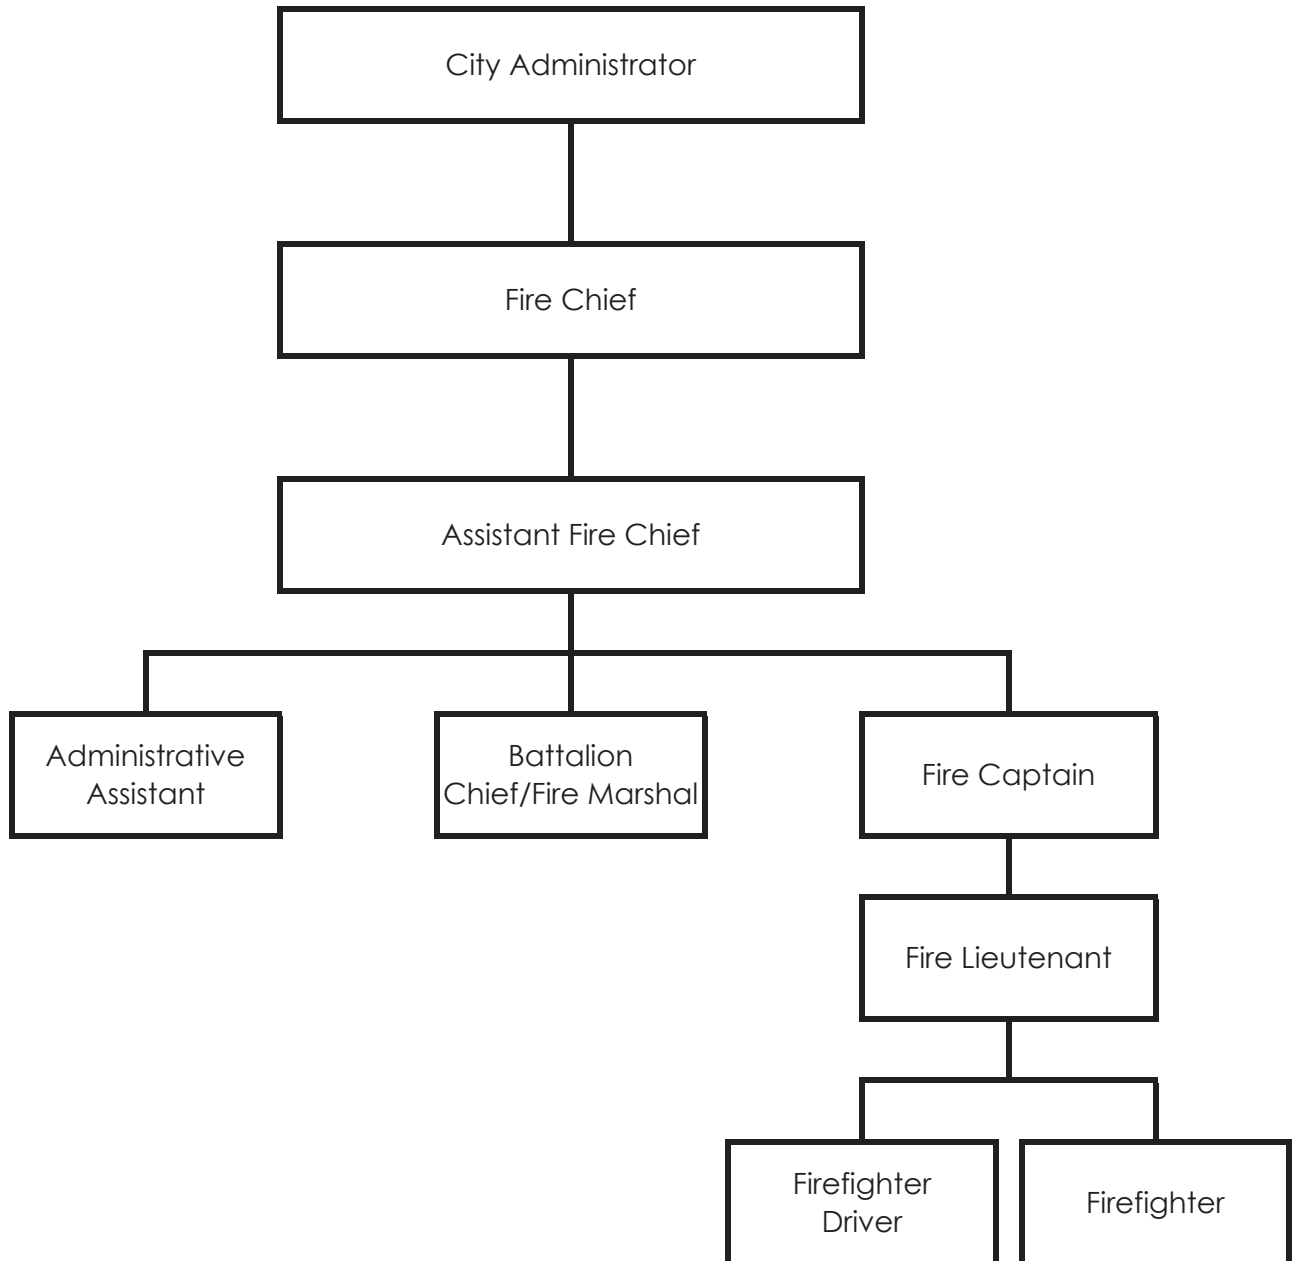 City Administrator
Fire Chief
Assistant Fire Chief
Administrative
Assistant
Battalion
Chief/Fire Marshal
Fire Captain
Fire Lieutenant
Firefighter
Driver
Firefighter